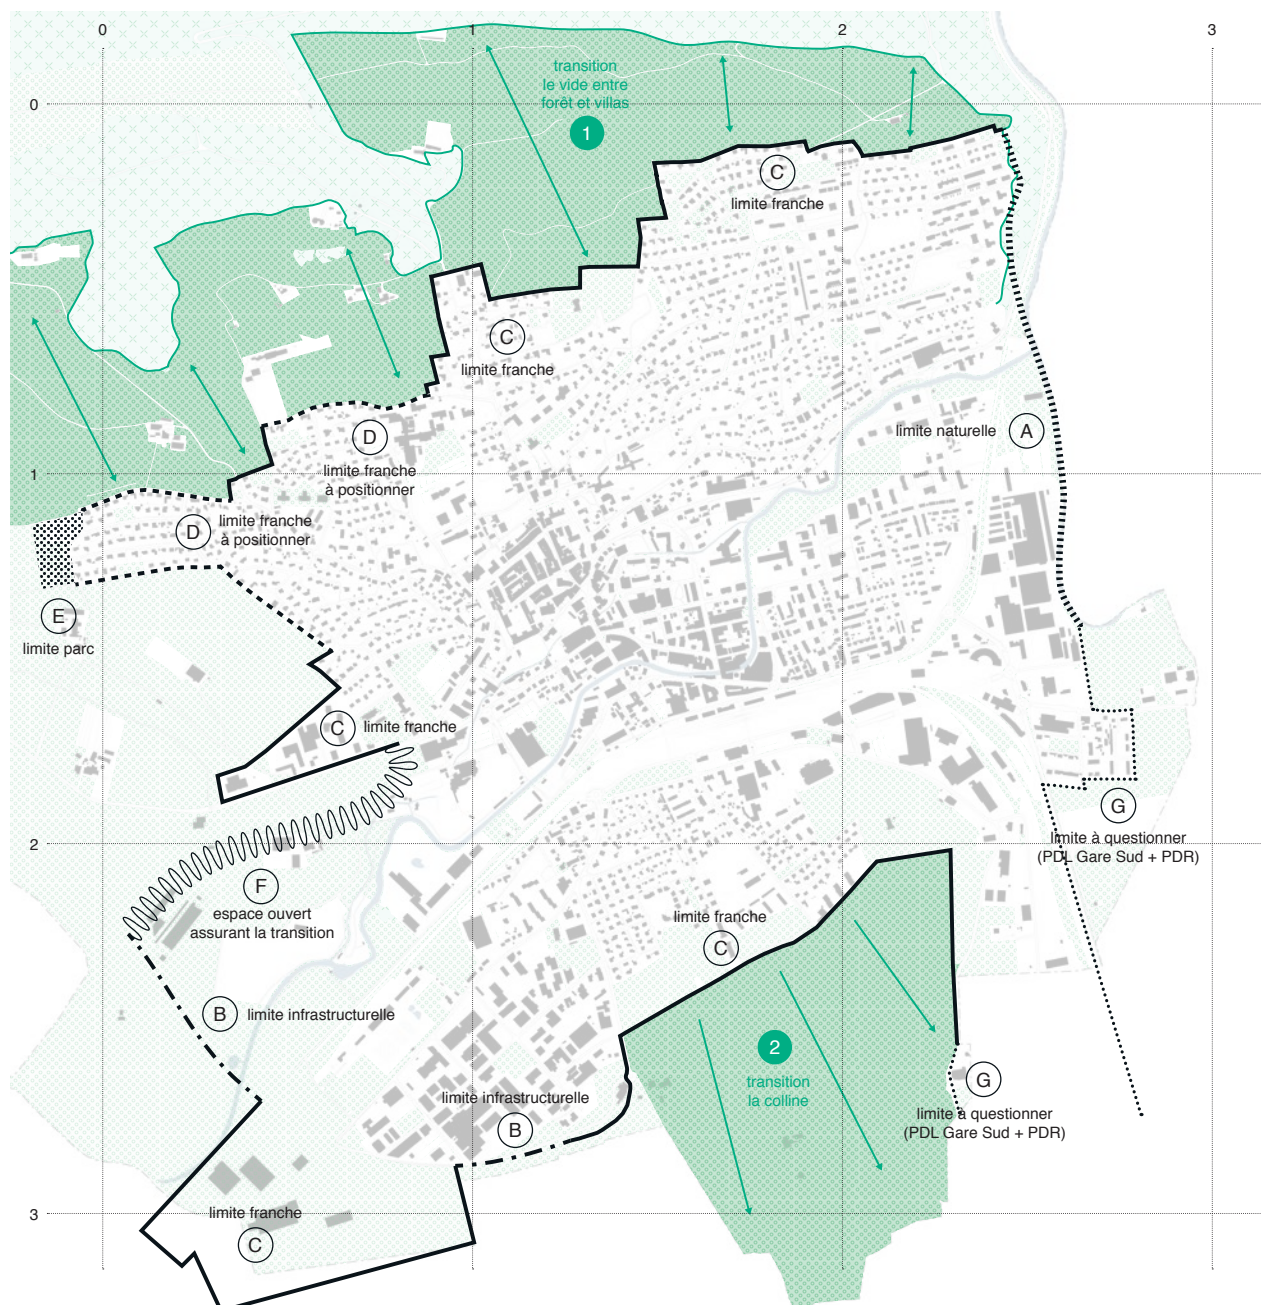 0
1
2
3
0
transition
le vide entre
forêt et villas
1
C
limite franche
C
limite franche
limite naturelle
A
D
limite franche
à positionner
1
D
limite franche
à positionner
E
limite parc
C
limite franche
G
limite à questionner
(PDL Gare Sud + PDR)
2
F
espace ouvert
assurant la transition
limite franche
C
B
limite infrastructurelle
2
transition
la colline
G
limite à questionner
(PDL Gare Sud + PDR)
limite infrastructurelle
B
3
limite franche
C